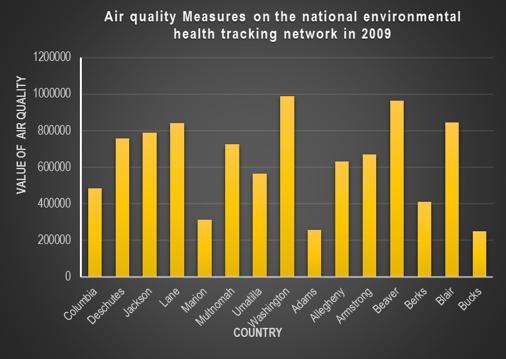 Air quality Measures on the national environmental
health tracking network in 2009
VALUE OF AIR QUALITY
1200000
1000000
800000
600000
400000
200000
0
Columbia
Deschutes
Jackson
Lane
Marion
Multnomah
Umatilla
Washington
Adams
Allegheny
Armstrong
Beaver
Berks
Blair
Bucks
COUNTRY